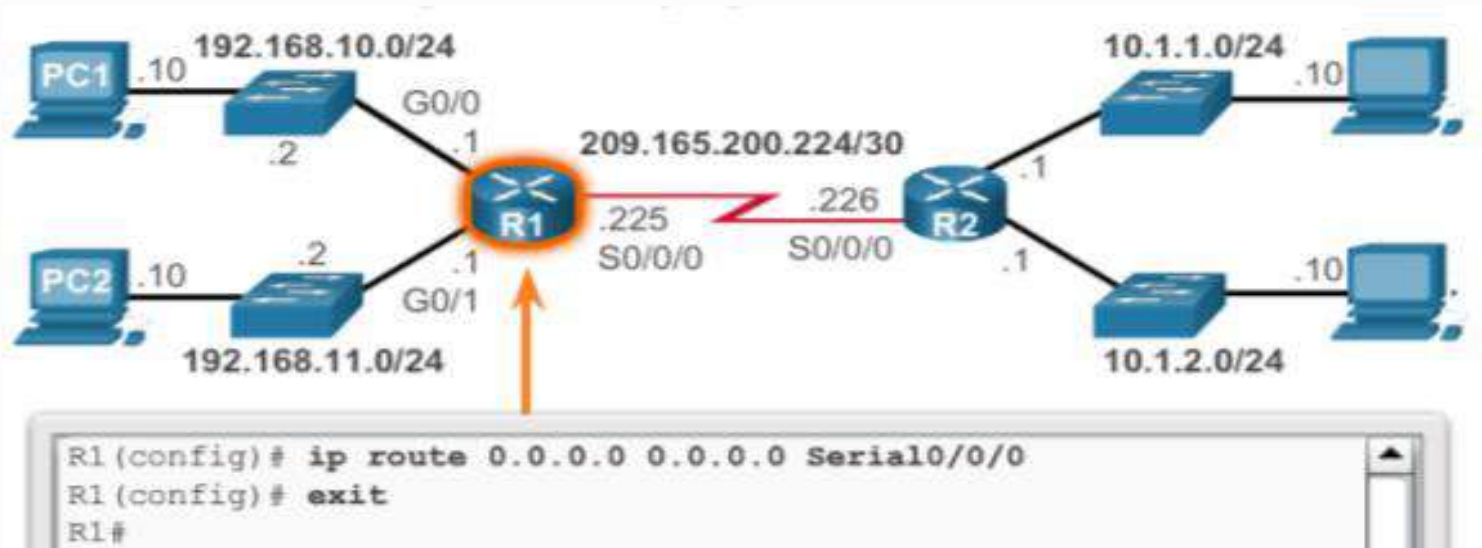 192.168.10.0/24
10.1.1.0/24
PC1
.10
G0/0
.10
.2
.1
209.165.200.224/30
.1
R1
.225
.226
R2
S0/0/0
S0/0/0
PC2
.10
.2
.1
G0/1
.1
.10
192.168.11.0/24
10.1.2.0/24
R1(config)# ip route 0.0.0.0 0.0.0.0 Serial0/0/0
R1(config)# exit
R1#